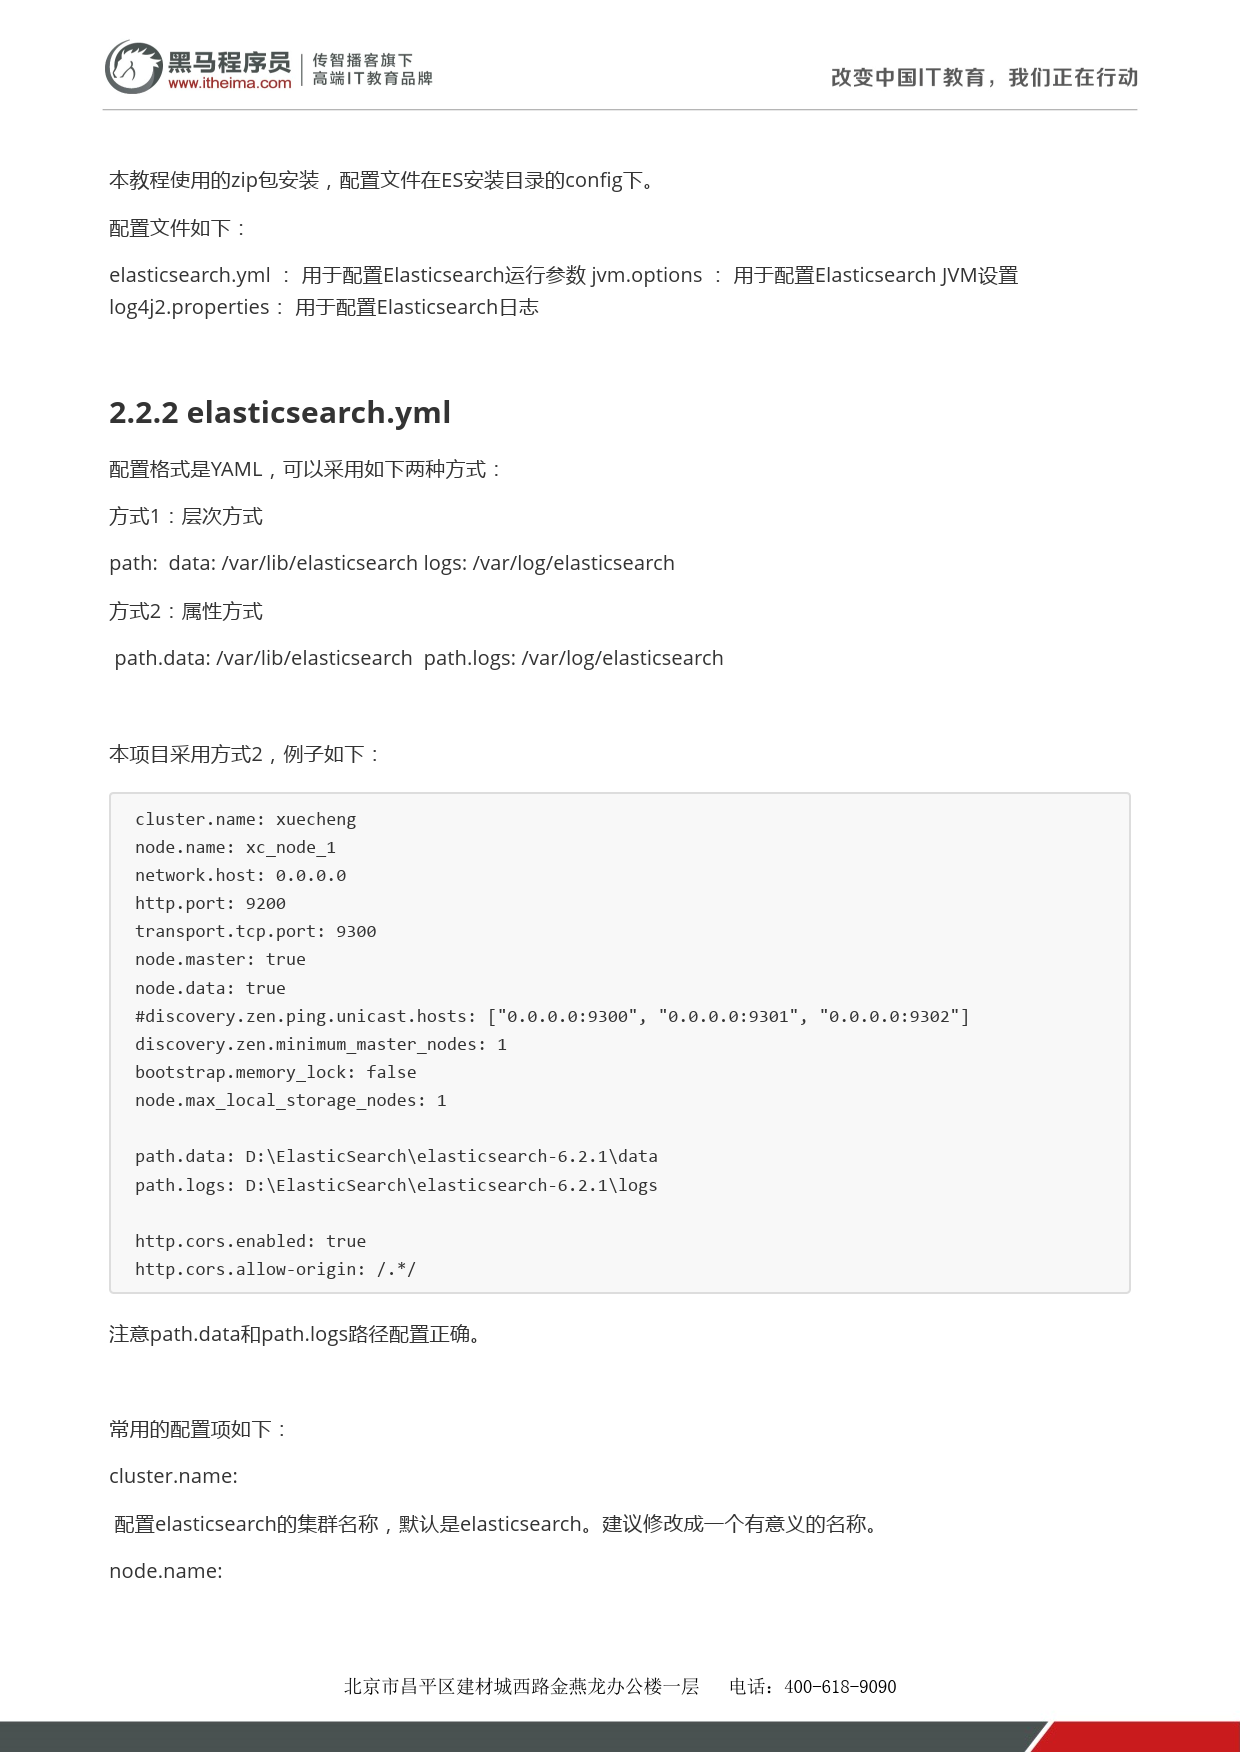 黑马程序员
www.itheima.com
传智播客旗下
高端IT教育品牌
改变中国IT教育，我们正在行动
本教程使用的zip包安装，配置文件在ES安装目录的config下。
配置文件如下：
elasticsearch.yml ： 用于配置Elasticsearch运行参数 jvm.options ： 用于配置Elasticsearch JVM设置
log4j2.properties： 用于配置Elasticsearch日志
2.2.2 elasticsearch.yml
配置格式是YAML，可以采用如下两种方式：
方式1：层次方式
path: data: /var/lib/elasticsearch logs: /var/log/elasticsearch
方式2：属性方式
path.data: /var/lib/elasticsearch path.logs: /var/log/elasticsearch
本项目采用方式2，例子如下：
cluster.name: xuecheng
node.name: xc_node_1
network.host: 0.0.0.0
http.port: 9200
transport.tcp.port: 9300
node.master: true
node.data: true
#discovery.zen.ping.unicast.hosts: ["0.0.0.0:9300", "0.0.0.0:9301", "0.0.0.0:9302"]
discovery.zen.minimum_master_nodes: 1
bootstrap.memory_lock: false
node.max_local_storage_nodes: 1
path.data: D:\ElasticSearch\elasticsearch-6.2.1\data
path.logs: D:\ElasticSearch\elasticsearch-6.2.1\logs
http.cors.enabled: true
http.cors.allow-origin: /.*/
注意path.data和path.logs路径配置正确。
常用的配置项如下：
cluster.name:
配置elasticsearch的集群名称，默认是elasticsearch。建议修改成一个有意义的名称。
node.name:
北京市昌平区建材城西路金燕龙办公楼一层 电话：400-618-9090